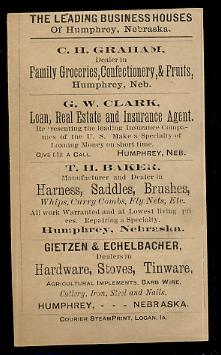 THE LEADING BUSINESS HOUSES
Of Humphrey, Nebraska.
C. H. GRAHAM,
Dealer in
Family Groceries, Confectionery, & Fruits,
Humphrey, Neb.
G. W. CLARK,
Loan, Real Estate and Insurance Agent.
Representing the leading Insurance Compa-
nies of the U. S. Make a Specialty of
Loaning Money on short time.
GIVE HIM A CALL. HUMPHREY, NEB.
T. H. BAKER,
Manufacturer and Dealer in
Harness, Saddles, Brushes,
Whips, Curry Combs, Fly Nets, Etc.
All work Warranted and at Lowest living pri
ces. Repairing a Specialty.
Humphrey, Nebraska.
GIETZEN & ECHELBACHER,
Dealers in
Hardware, Stoves, Tinware,
AGRICULTURAL IMPLEMENTS, BARB WIRE,
Cutlery, Iron, Steel and Nails.
HUMPHREY, - - - NEBRASKA.
COURIER STEAM PRINT, LOGAN, IA.